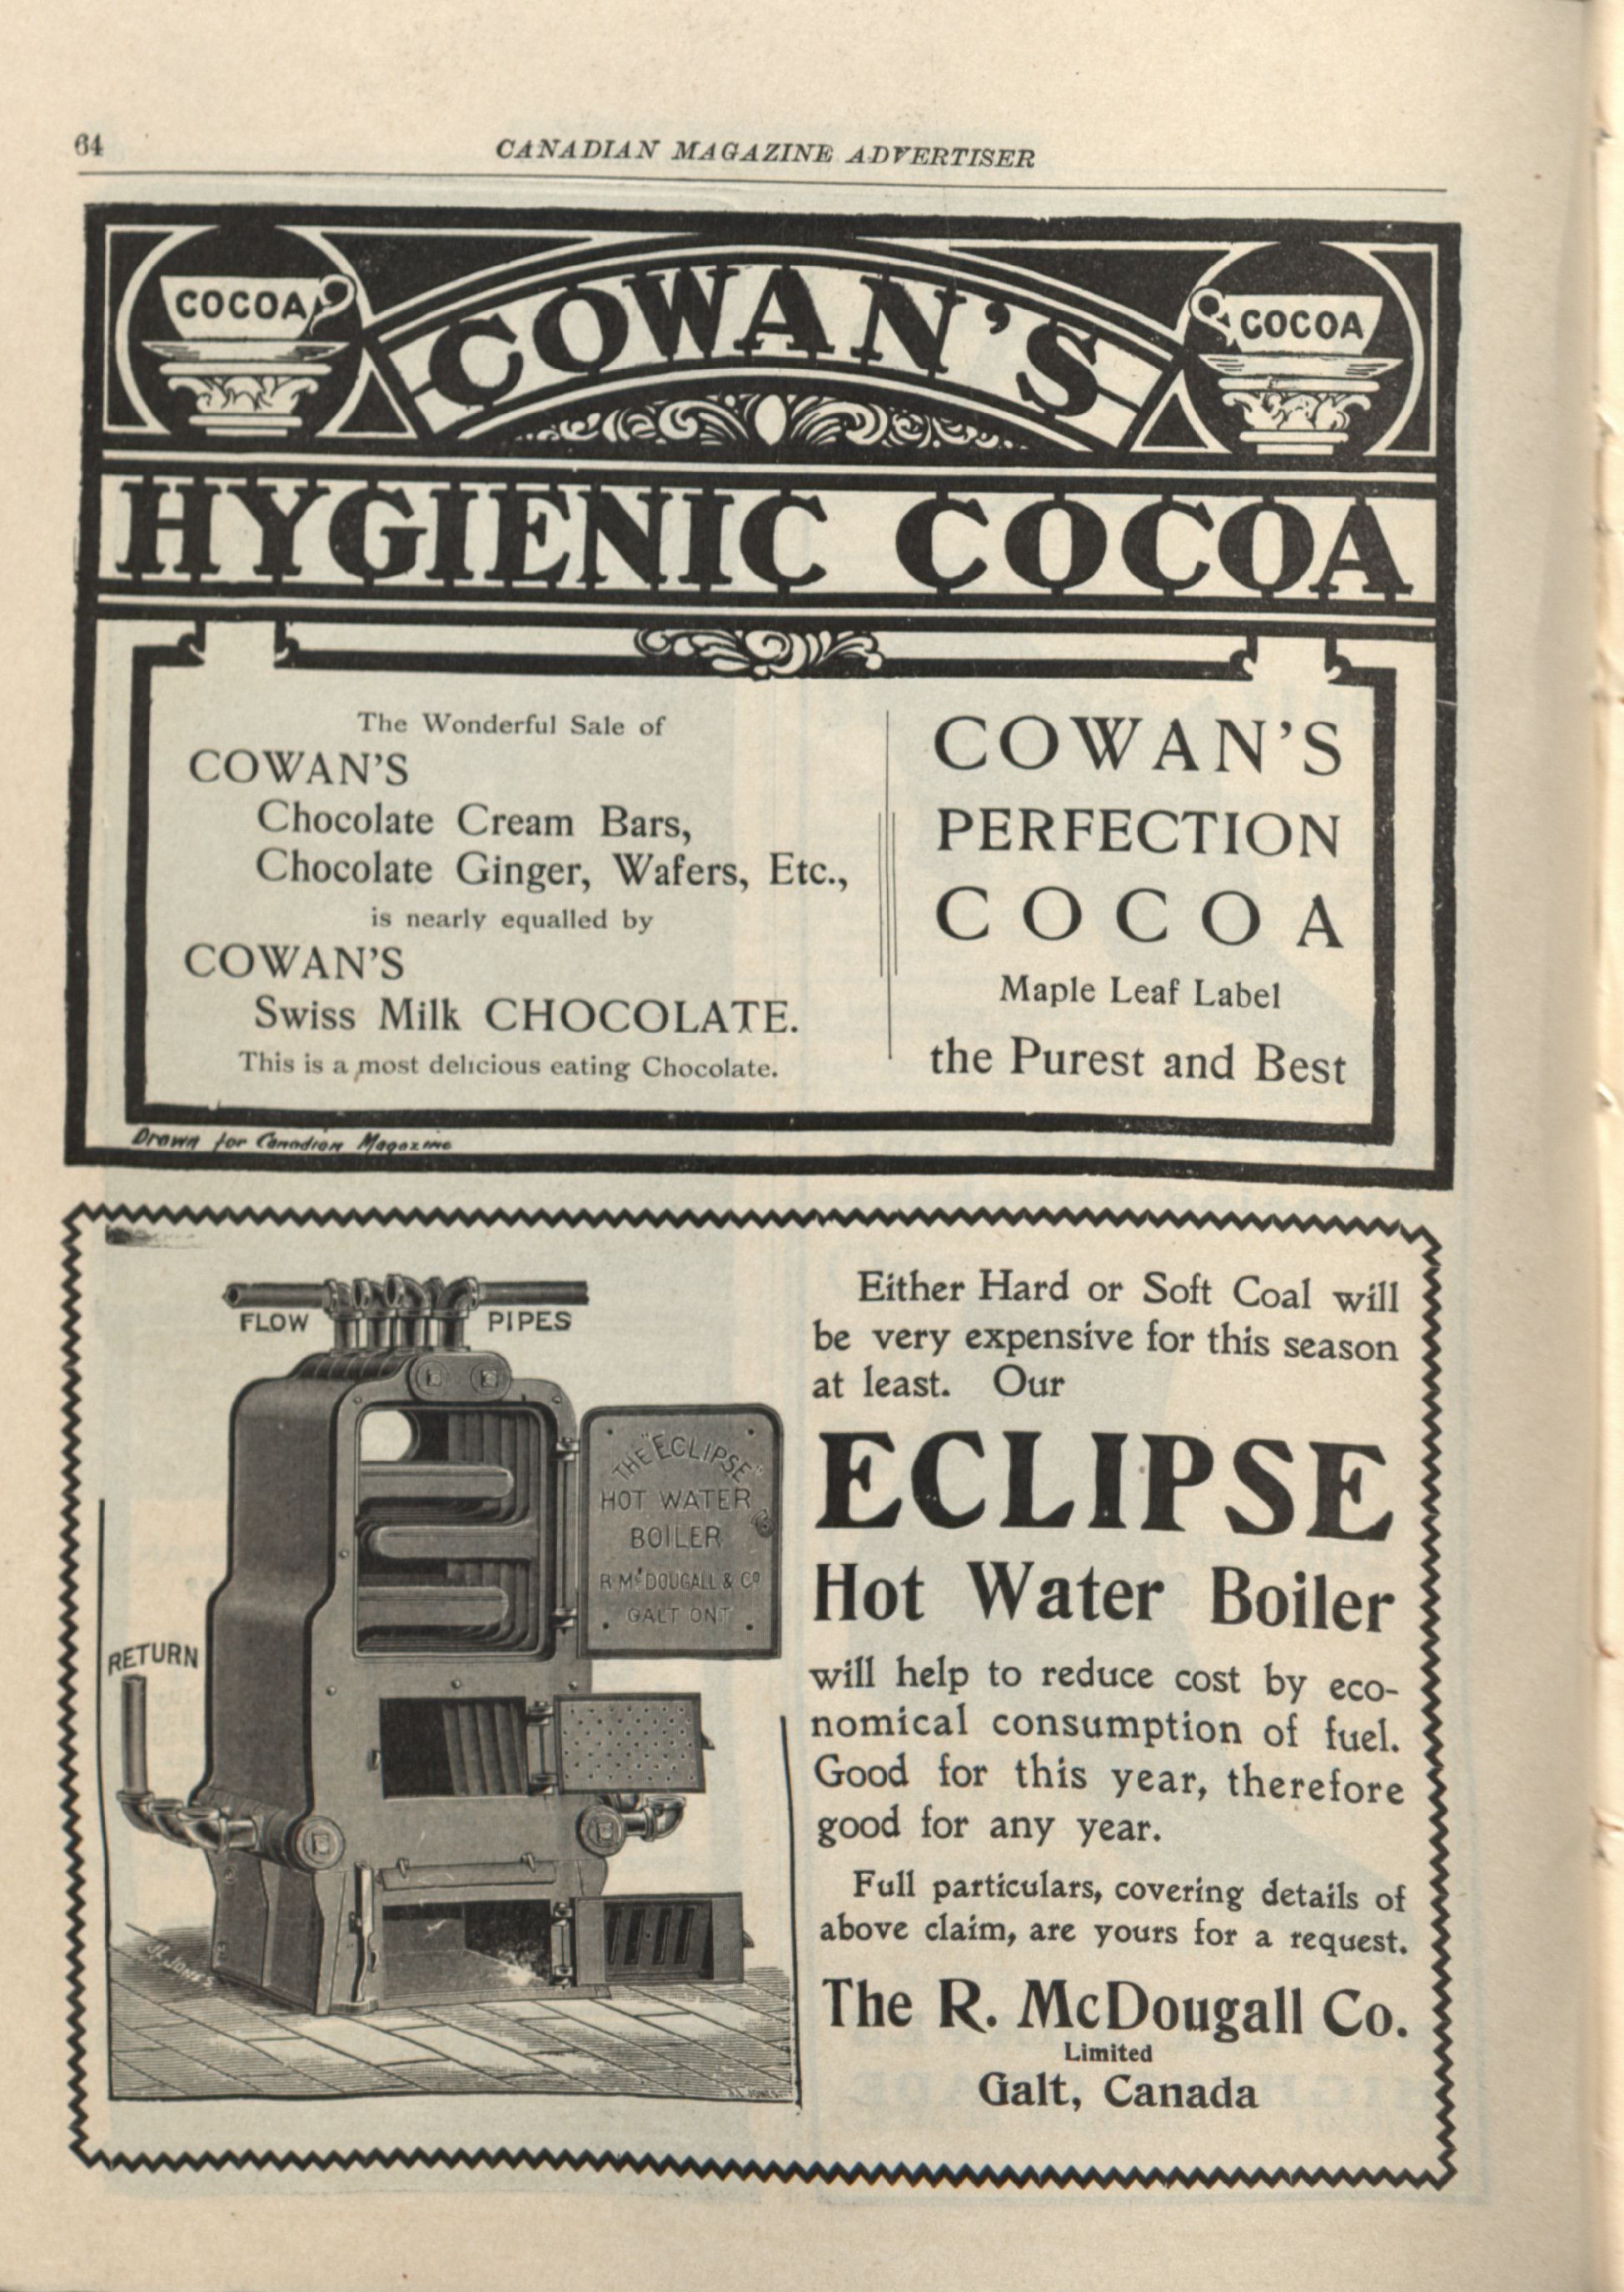 64
CANADIAN MAGAZINE ADVERTISER
COCOA
COWAN'S
COCOA
HYGIENIC COCOA
The Wonderful Sale of
COWAN'S
Chocolate Cream Bars,
Chocolate Ginger, Wafers, Etc.,
is nearly equalled by
COWAN'S
Swiss Milk CHOCOLATE.
This is a most delicious eating Chocolate.
COWAN'S
PERFECTION
COCOA
Maple Leaf Label
the Purest and Best
Drawn for Canadian Magazine
FLOW PIPES
THE "ECLIPSE"
HOT WATER
BOILER
R. McDOUGALL & Co
GALT ONT
RETURN
JONES
J.L. JONES
Either Hard or Soft Coal will
be very expensive for this season
at least. Our
ECLIPSE
Hot Water Boiler
will help to reduce cost by eco-
nomical consumption of fuel.
Good for this year, therefore
good for any year.
Full particulars, covering details of
above claim, are yours for a request.
The R. McDougall Co.
Limited
Galt, Canada